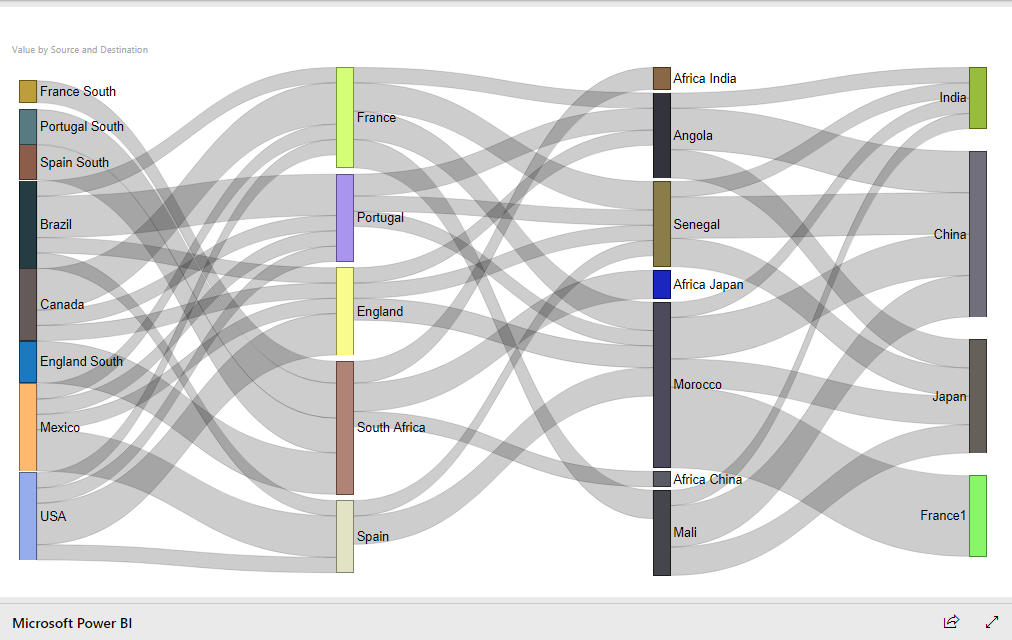 Value by Source and Destination
France South
Portugal South
Spain South
Brazil
Canada
England South
Mexico
USA
France
Portugal
England
South Africa
Spain
Africa India
Angola
Senegal
Africa Japan
Morocco
Africa China
Mali
India
China
Japan
France1
Microsoft Power BI